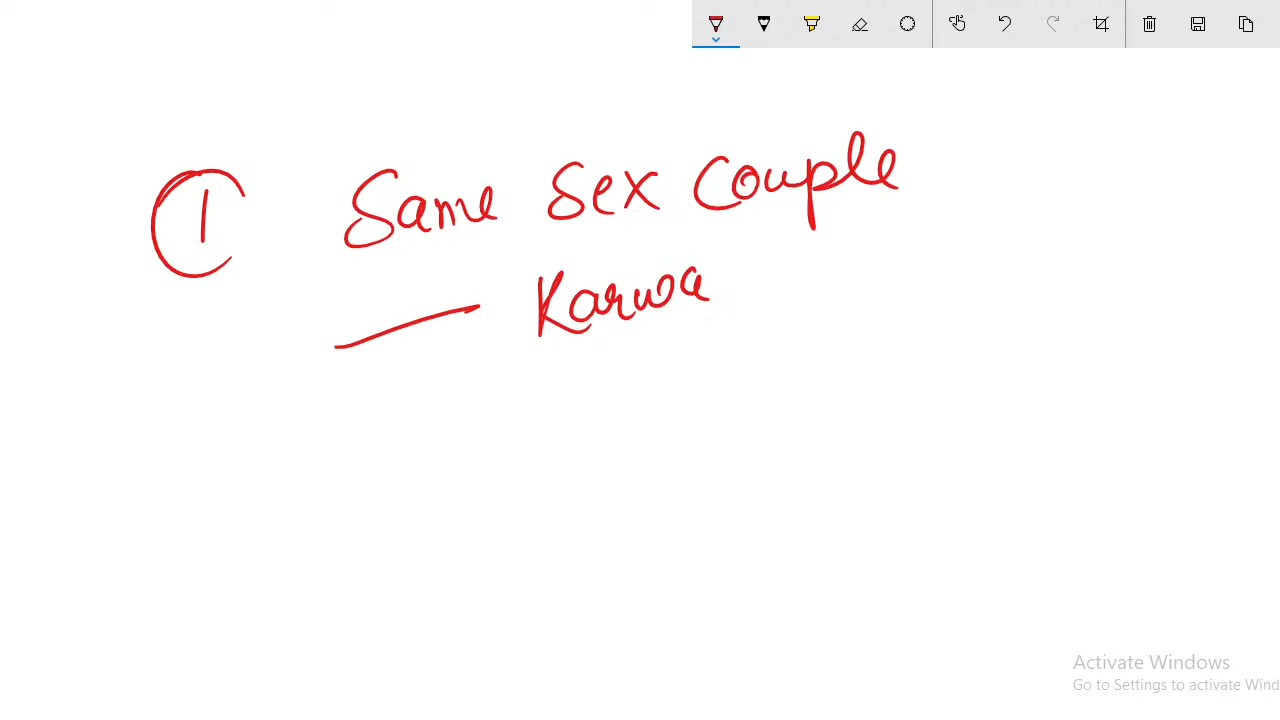 ① Same Sex Couple
— Karwa
Activate Windows
Go to Settings to activate Wind